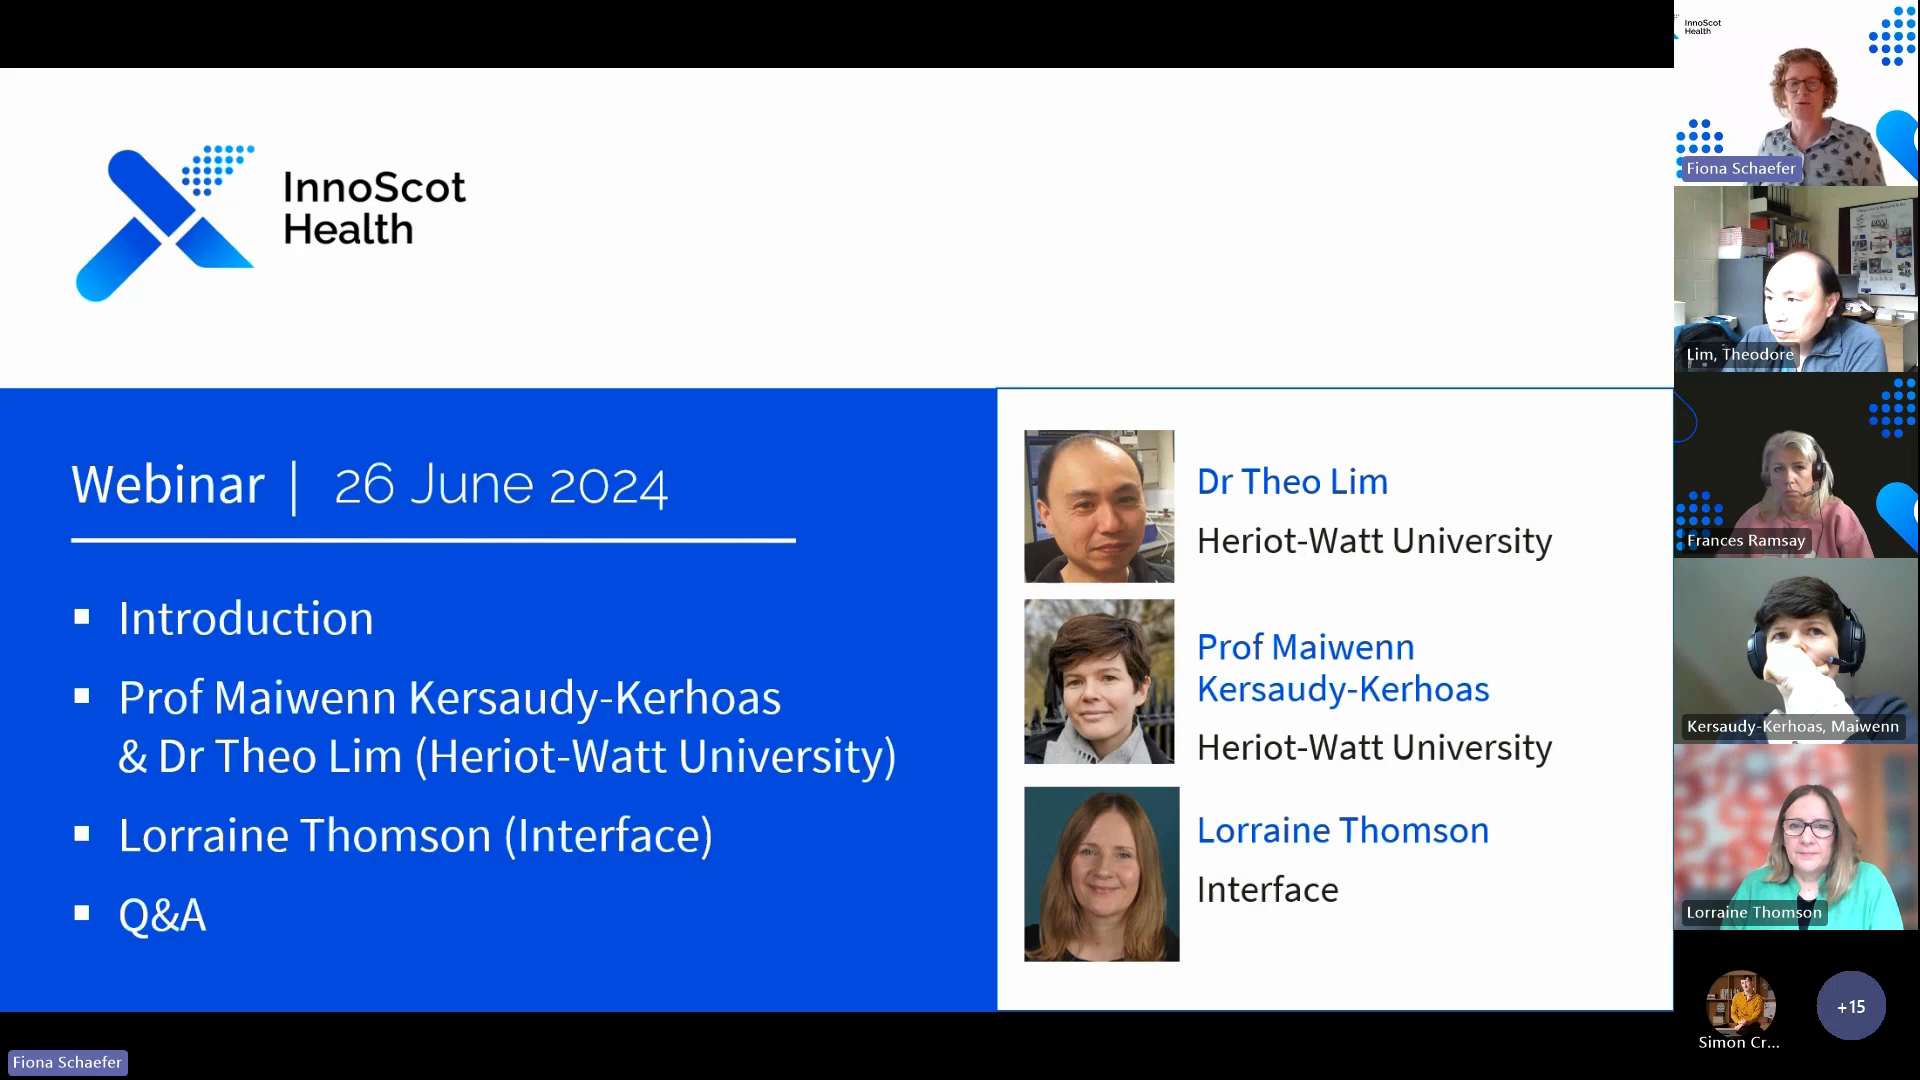 InnoScot
Health
Webinar | 26 June 2024
Introduction
Prof Maiwenn Kersaudy-Kerhoas
& Dr Theo Lim (Heriot-Watt University)
Lorraine Thomson (Interface)
Q&A
Dr Theo Lim
Heriot-Watt University
Prof Maiwenn
Kersaudy-Kerhoas
Heriot-Watt University
Lorraine Thomson
Interface
InnoScot
Health
Fiona Schaefer
Lim, Theodore
Frances Ramsay
Kersaudy-Kerhoas, Maiwenn
Lorraine Thomson
Simon Cr...
+15
Fiona Schaefer